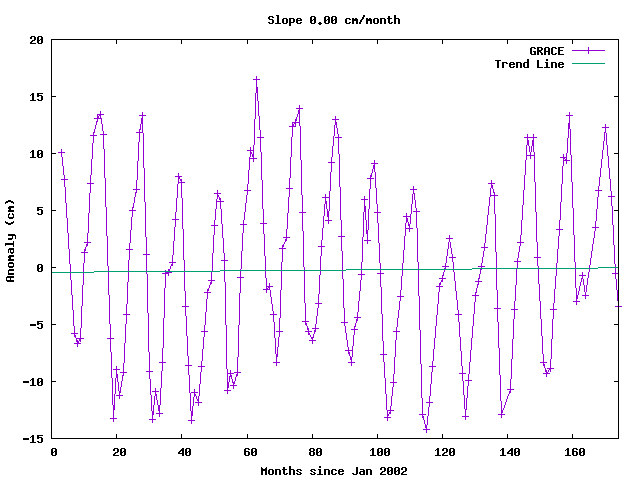 Slope 0.00 cm/month
GRACE
Trend Line
20
15
10
5
0
-5
-10
-15
Anomaly (cm)
0 20 40 60 80 100 120 140 160
Months since Jan 2002